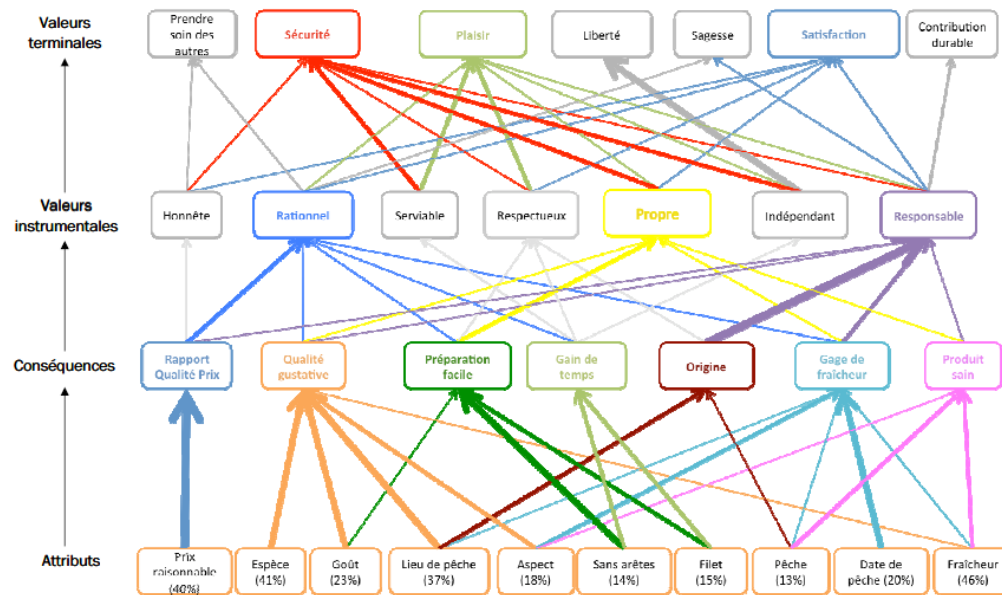 Valeurs
terminales
Prendre
soin des
autres
Sécurité
Plaisir
Liberté
Sagesse
Satisfaction
Contribution
durable
Valeurs
instrumentales
Honnête
Rationnel
Serviable
Respectueux
Propre
Indépendant
Responsable
Conséquences
Rapport
Qualité Prix
Qualité
gustative
Préparation
facile
Gain de
temps
Origine
Gage de
fraîcheur
Produit
sain
Attributs
Prix
raisonnable
(40%)
Espèce
(41%)
Goût
(23%)
Lieu de pêche
(37%)
Aspect
(18%)
Sans arêtes
(14%)
Filet
(15%)
Pêche
(13%)
Date de
pêche (20%)
Fraîcheur
(46%)